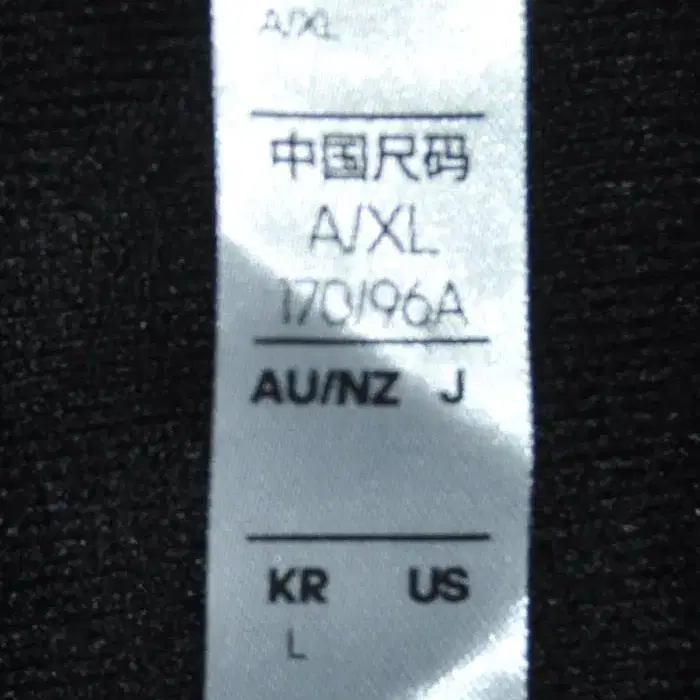 A/XL
中国尺码
A/XL
170/96A
AU/NZ J
KR US
L